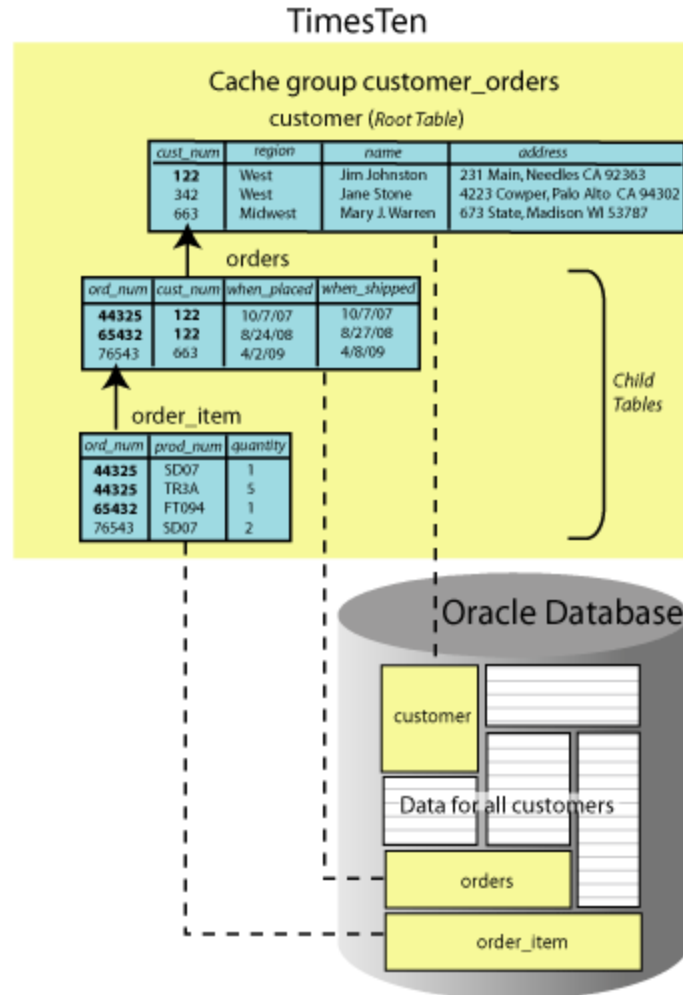 TimesTen
Cache group customer_orders
customer (Root Table)
cust_num region name address
122 West Jim Johnston 231 Main, Needles CA 92363
342 West Jane Stone 4223 Cowper, Palo Alto CA 94302
663 Midwest Mary J. Warren 673 State, Madison WI 53787
orders
ord_num cust_num when_placed when_shipped
44325 122 10/7/07 10/7/07
65432 122 8/24/08 8/27/08
76543 663 4/2/09 4/8/09
Child
Tables
order_item
ord_num prod_num quantity
44325 SD07 1
44325 TR3A 5
65432 FT094 1
76543 SD07 2
Oracle Database
customer
Data for all customers
orders
order_item